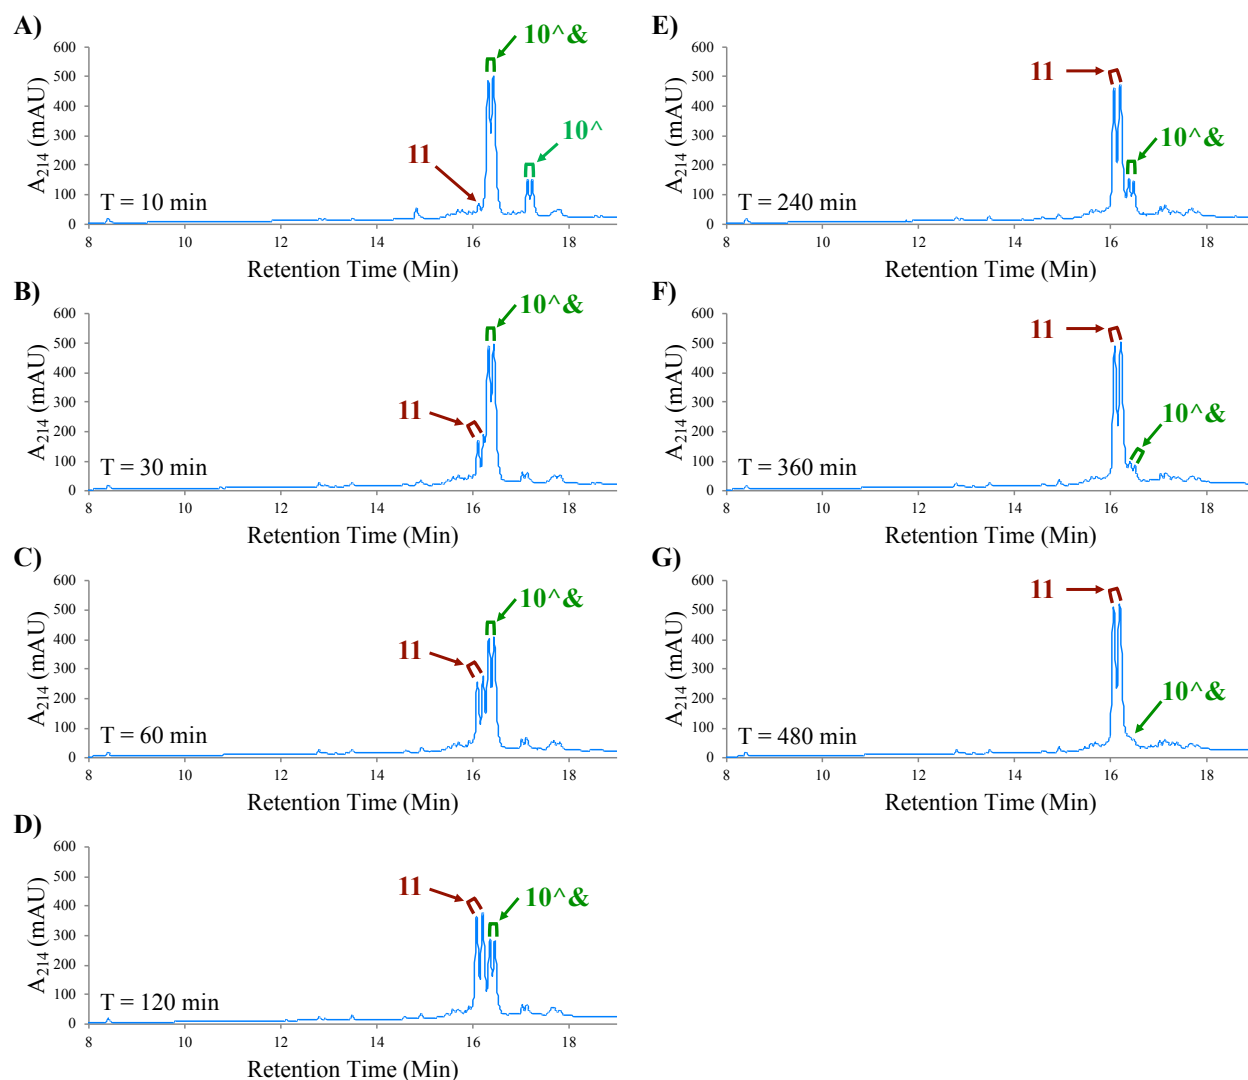 A)
600
500
400
300
200
100
0
A214 (mAU)
10^&
10^
11
T = 10 min
8 10 12 14 16 18
Retention Time (Min)
B)
600
500
400
300
200
100
0
A214 (mAU)
10^&
11
T = 30 min
8 10 12 14 16 18
Retention Time (Min)
C)
600
500
400
300
200
100
0
A214 (mAU)
10^&
11
T = 60 min
8 10 12 14 16 18
Retention Time (Min)
D)
600
500
400
300
200
100
0
A214 (mAU)
11
10^&
T = 120 min
8 10 12 14 16 18
Retention Time (Min)
E)
600
500
400
300
200
100
0
A214 (mAU)
11
10^&
T = 240 min
8 10 12 14 16 18
Retention Time (Min)
F)
600
500
400
300
200
100
0
A214 (mAU)
11
10^&
T = 360 min
8 10 12 14 16 18
Retention Time (Min)
G)
600
500
400
300
200
100
0
A214 (mAU)
11
10^&
T = 480 min
8 10 12 14 16 18
Retention Time (Min)